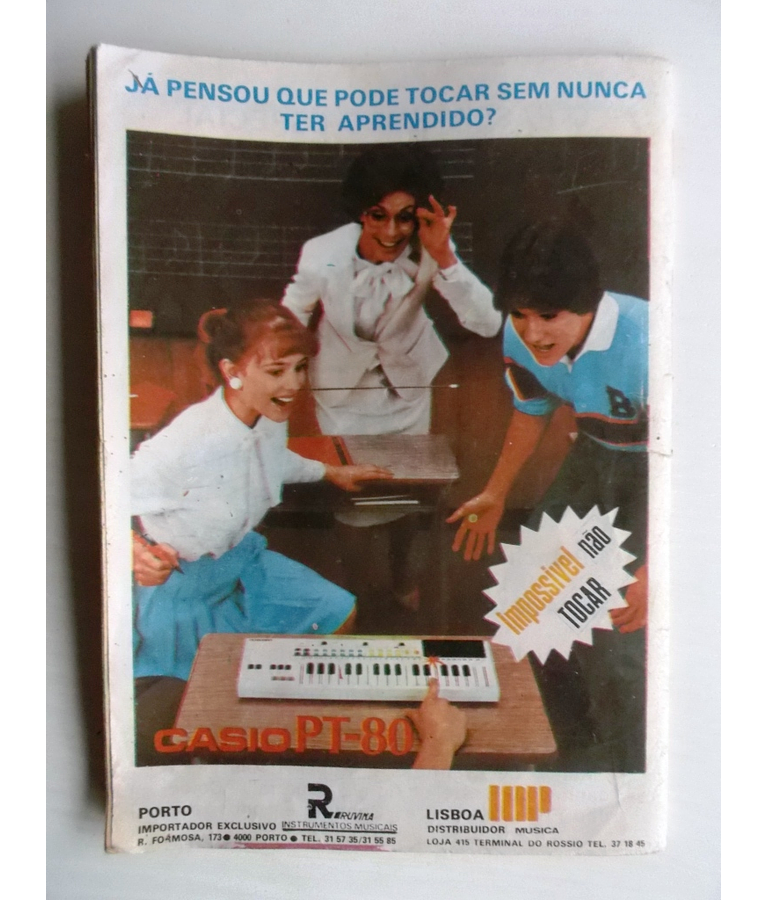 JÁ PENSOU QUE PODE TOCAR SEM NUNCA
TER APRENDIDO?
B
Impossível não
TOCAR
CASIO PT-80
PORTO
IMPORTADOR EXCLUSIVO
R. FORMOSA, 173 ● 4000 PORTO ● TEL. 31 57 35/31 55 85
R RUVINA
INSTRUMENTOS MUSICAIS
LISBOA
DISTRIBUIDOR MUSICA
LOJA 415 TERMINAL DO ROSSIO TEL. 37 18 45